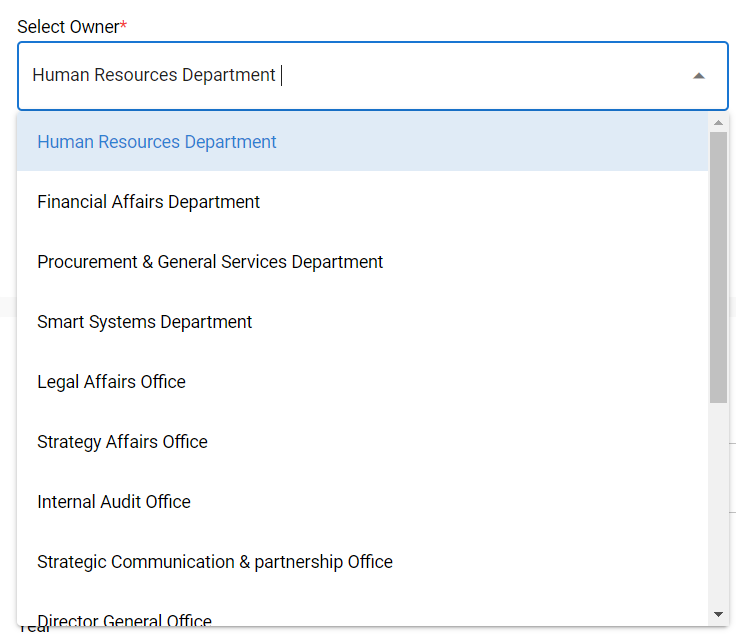 Select Owner*
Human Resources Department
Human Resources Department
Financial Affairs Department
Procurement & General Services Department
Smart Systems Department
Legal Affairs Office
Strategy Affairs Office
Internal Audit Office
Strategic Communication & partnership Office
Director General Office
Year